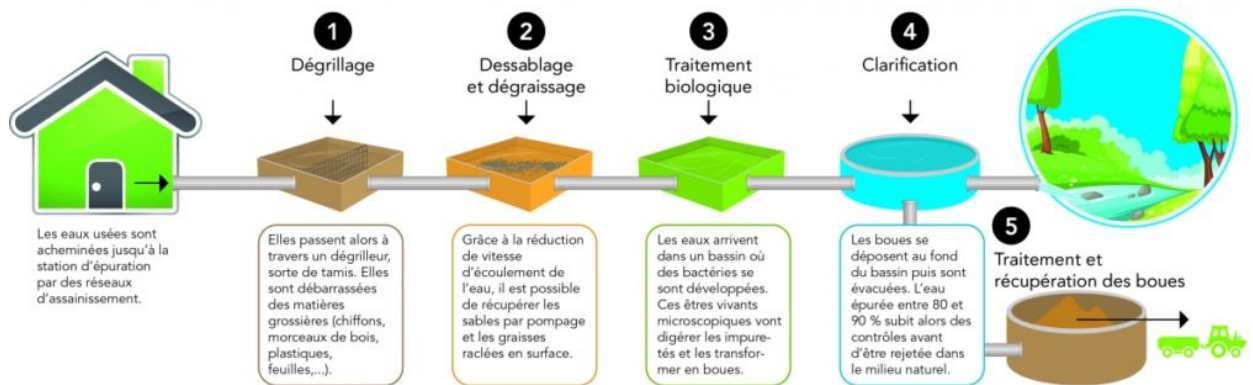 Les eaux usées sont
acheminées jusqu'à la
station d'épuration
par des réseaux
d'assainissement.
1
Dégrillage
Elles passent alors à
travers un dégrilleur,
sorte de tamis. Elles
sont débarrassées
des matières
grossières (chiffons,
morceaux de bois,
plastiques,
feuilles,...).
2
Dessablage
et dégraissage
Grâce à la réduction
de vitesse
d'écoulement de
l'eau, il est possible
de récupérer les
sables par pompage
et les graisses
raclées en surface.
3
Traitement
biologique
Les eaux arrivent
dans un bassin où
des bactéries se
sont développées.
Ces êtres vivants
microscopiques vont
digérer les impure-
tés et les transfor-
mer en boues.
4
Clarification
Les boues se
déposent au fond
du bassin puis sont
évacuées. L'eau
épurée entre 80 et
90 % subit alors des
contrôles avant
d'être rejetée dans
le milieu naturel.
5
Traitement et
récupération des boues